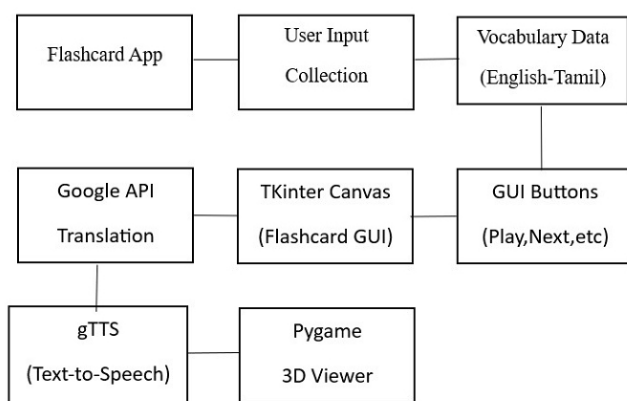 Flashcard App
User Input
Collection
Vocabulary Data
(English-Tamil)
Google API
Translation
TKinter Canvas
(Flashcard GUI)
GUI Buttons
(Play,Next,etc)
gTTS
(Text-to-Speech)
Pygame
3D Viewer